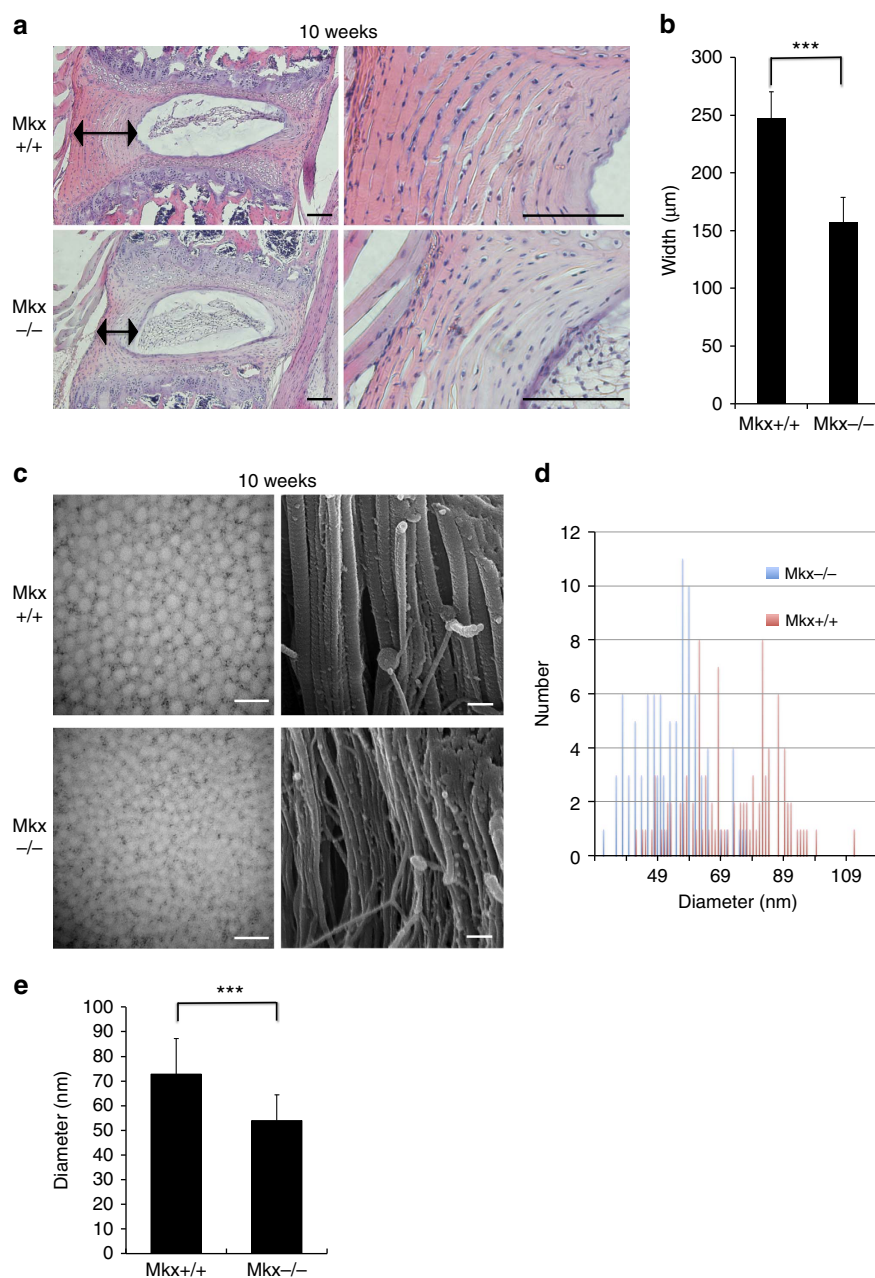 a
10 weeks
Mkx
+/+
Mkx
–/–
b
***
300
250
200
150
100
50
0
Width (μm)
Mkx+/+ Mkx–/–
c
10 weeks
Mkx
+/+
Mkx
–/–
d
12
10
8
6
4
2
0
Number
Mkx–/–
Mkx+/+
49 69 89 109
Diameter (nm)
e
***
100
90
80
70
60
50
40
30
20
10
0
Diameter (nm)
Mkx+/+ Mkx–/–